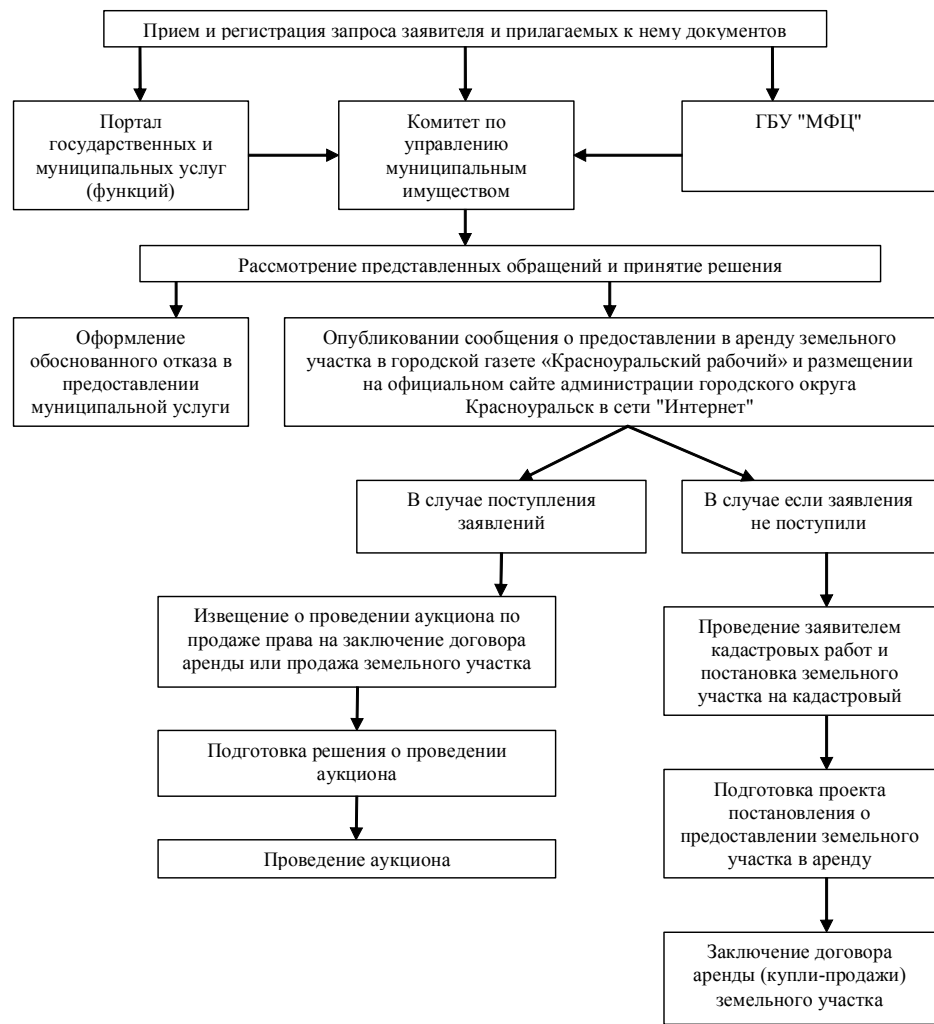 Прием и регистрация запроса заявителя и прилагаемых к нему документов
Портал
государственных и
муниципальных услуг
(функций)
Комитет по
управлению
муниципальным
имуществом
ГБУ "МФЦ"
Рассмотрение представленных обращений и принятие решения
Оформление
обоснованного отказа в
предоставлении
муниципальной услуги
Опубликовании сообщения о предоставлении в аренду земельного
участка в городской газете «Красноуральский рабочий» и размещении
на официальном сайте администрации городского округа
Красноуральск в сети "Интернет"
В случае поступления
заявлений
В случае если заявления
не поступили
Извещение о проведении аукциона по
продаже права на заключение договора
аренды или продажа земельного участка
Проведение заявителем
кадастровых работ и
постановка земельного
участка на кадастровый
Подготовка решения о проведении
аукциона
Подготовка проекта
постановления о
предоставлении земельного
участка в аренду
Проведение аукциона
Заключение договора
аренды (купли-продажи)
земельного участка